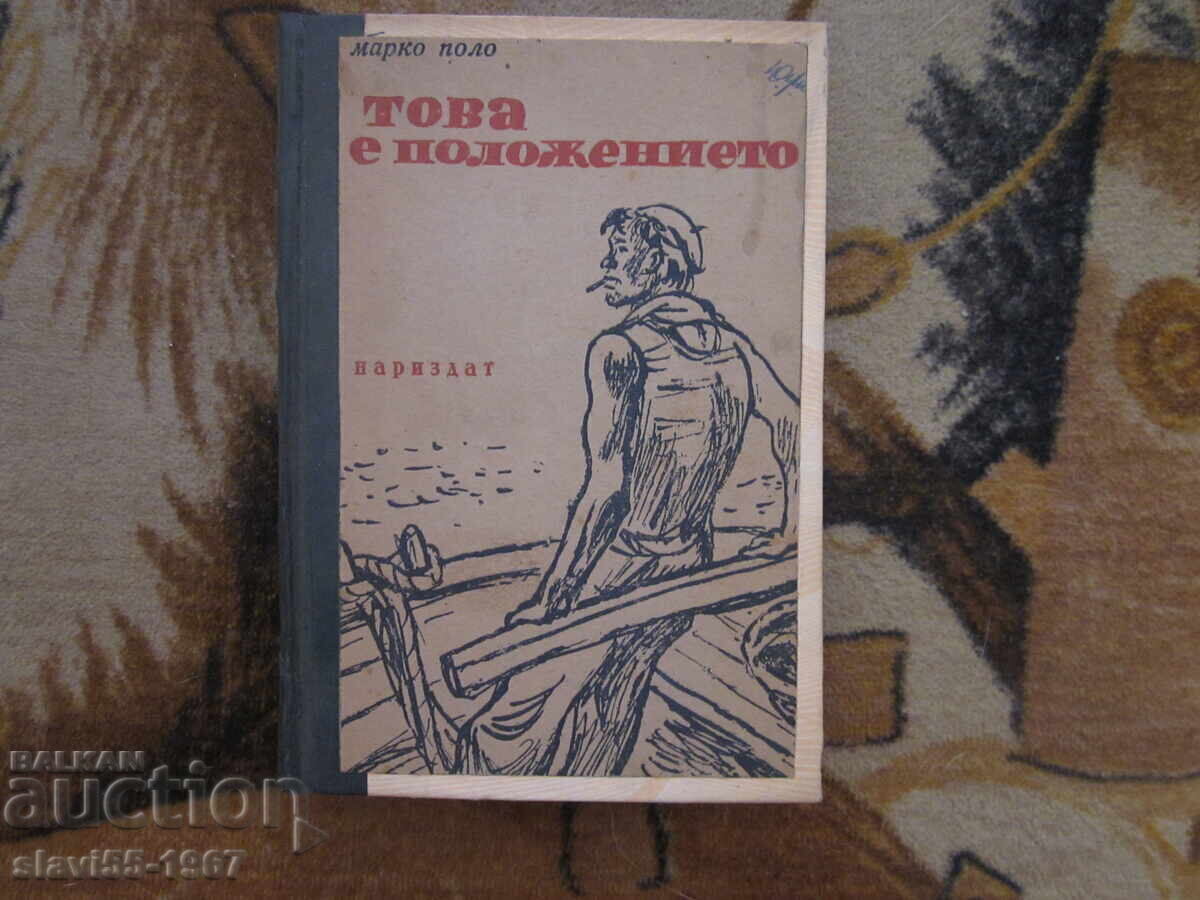 марко поло
това
е положението
нариздат
BALKAN
auction
slavi55-1967